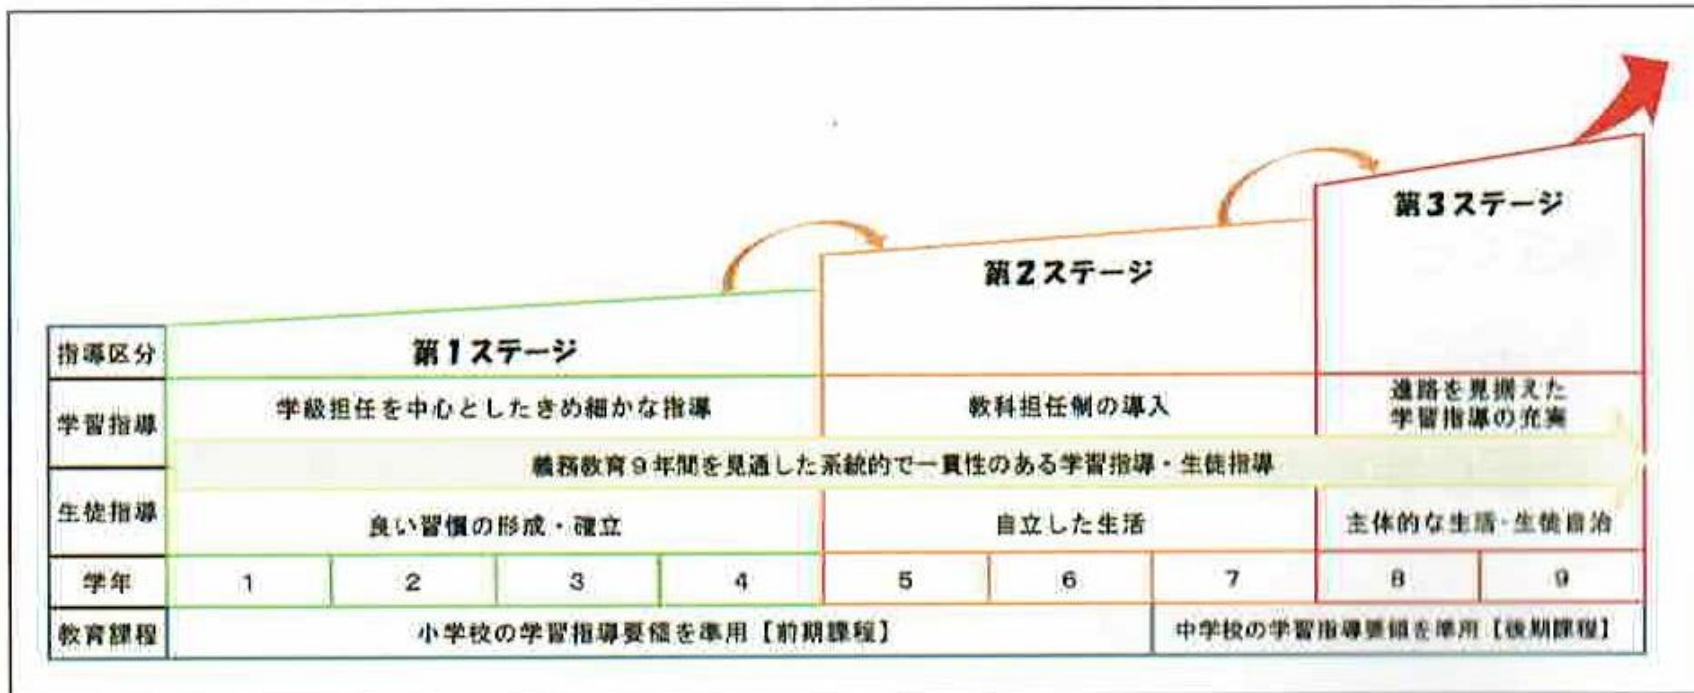 第3ステージ
第2ステージ
指導区分
第1ステージ
学習指導
学級担任を中心としたきめ細かな指導
教科担任制の導入
進路を見据えた
学習指導の充実
義務教育9年間を見通した系統的で一貫性のある学習指導・生徒指導
生徒指導
良い習慣の形成・確立
自立した生活
主体的な生活・生徒自治
学年 1 2 3 4 5 6 7 8 9
教育課程
小学校の学習指導要領を準用【前期課程】
中学校の学習指導要領を準用【後期課程】